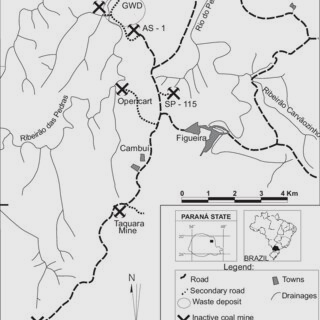 GWD
AS - 1
Rio do Pe
Opencart
SP - 115
Ribeirão das Pedras
Figueira
Cambuí
Ribeirão Carvãozinho
0 1 2 3 4 Km
Taquara
Mine
PARANÁ STATE
BRAZIL
N
Legend:
Road
Secondary road
Waste deposit
Inactive coal mine
Towns
Drainages